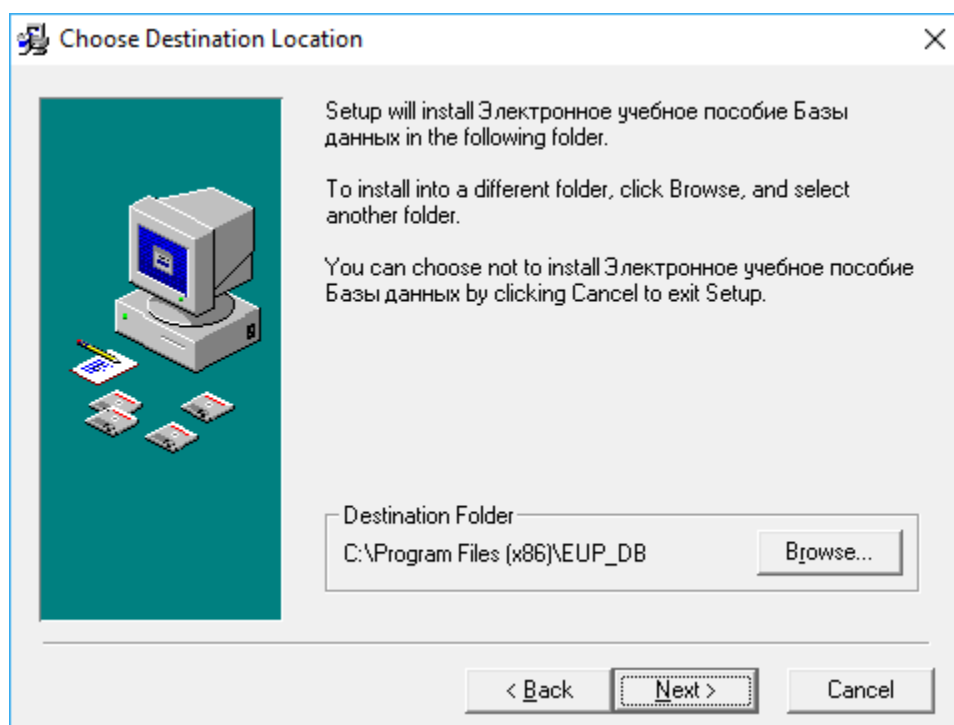 Choose Destination Location
Setup will install Электронное учебное пособие Базы
данных in the following folder.
To install into a different folder, click Browse, and select
another folder.
You can choose not to install Электронное учебное пособие
Базы данных by clicking Cancel to exit Setup.
Destination Folder
C:\Program Files (x86)\EUP_DB
Browse...
< Back
Next >
Cancel